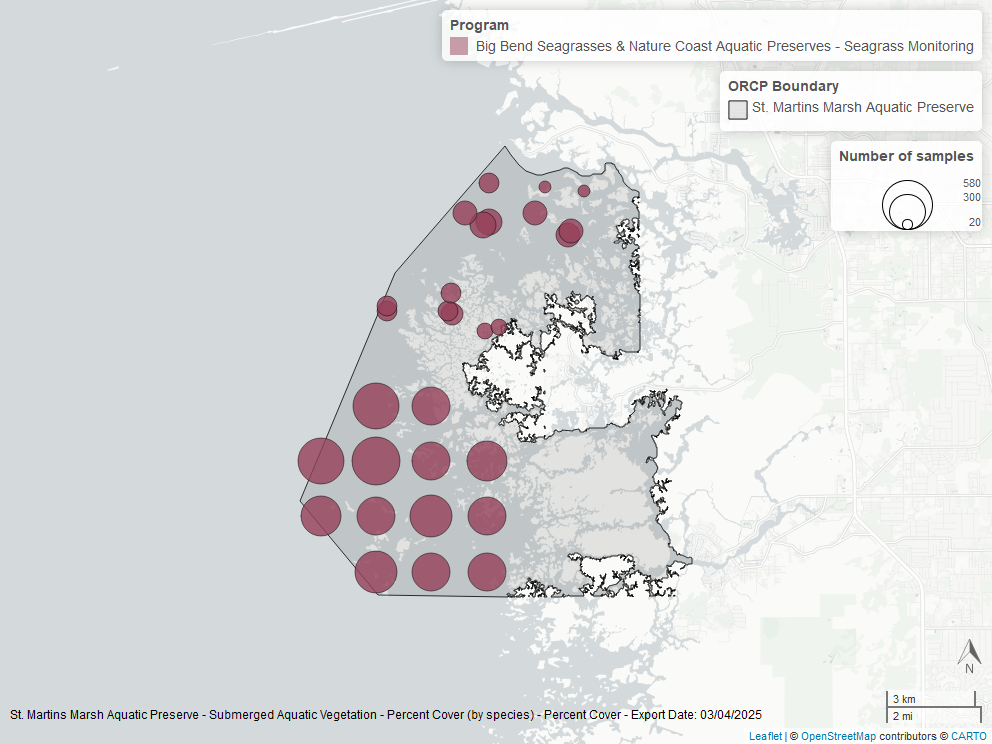 Program
Big Bend Seagrasses & Nature Coast Aquatic Preserves - Seagrass Monitoring
ORCP Boundary
St. Martins Marsh Aquatic Preserve
Number of samples
580
300
20
N
3 km
2 mi
St. Martins Marsh Aquatic Preserve - Submerged Aquatic Vegetation - Percent Cover (by species) - Percent Cover - Export Date: 03/04/2025
Leaflet | © OpenStreetMap contributors © CARTO